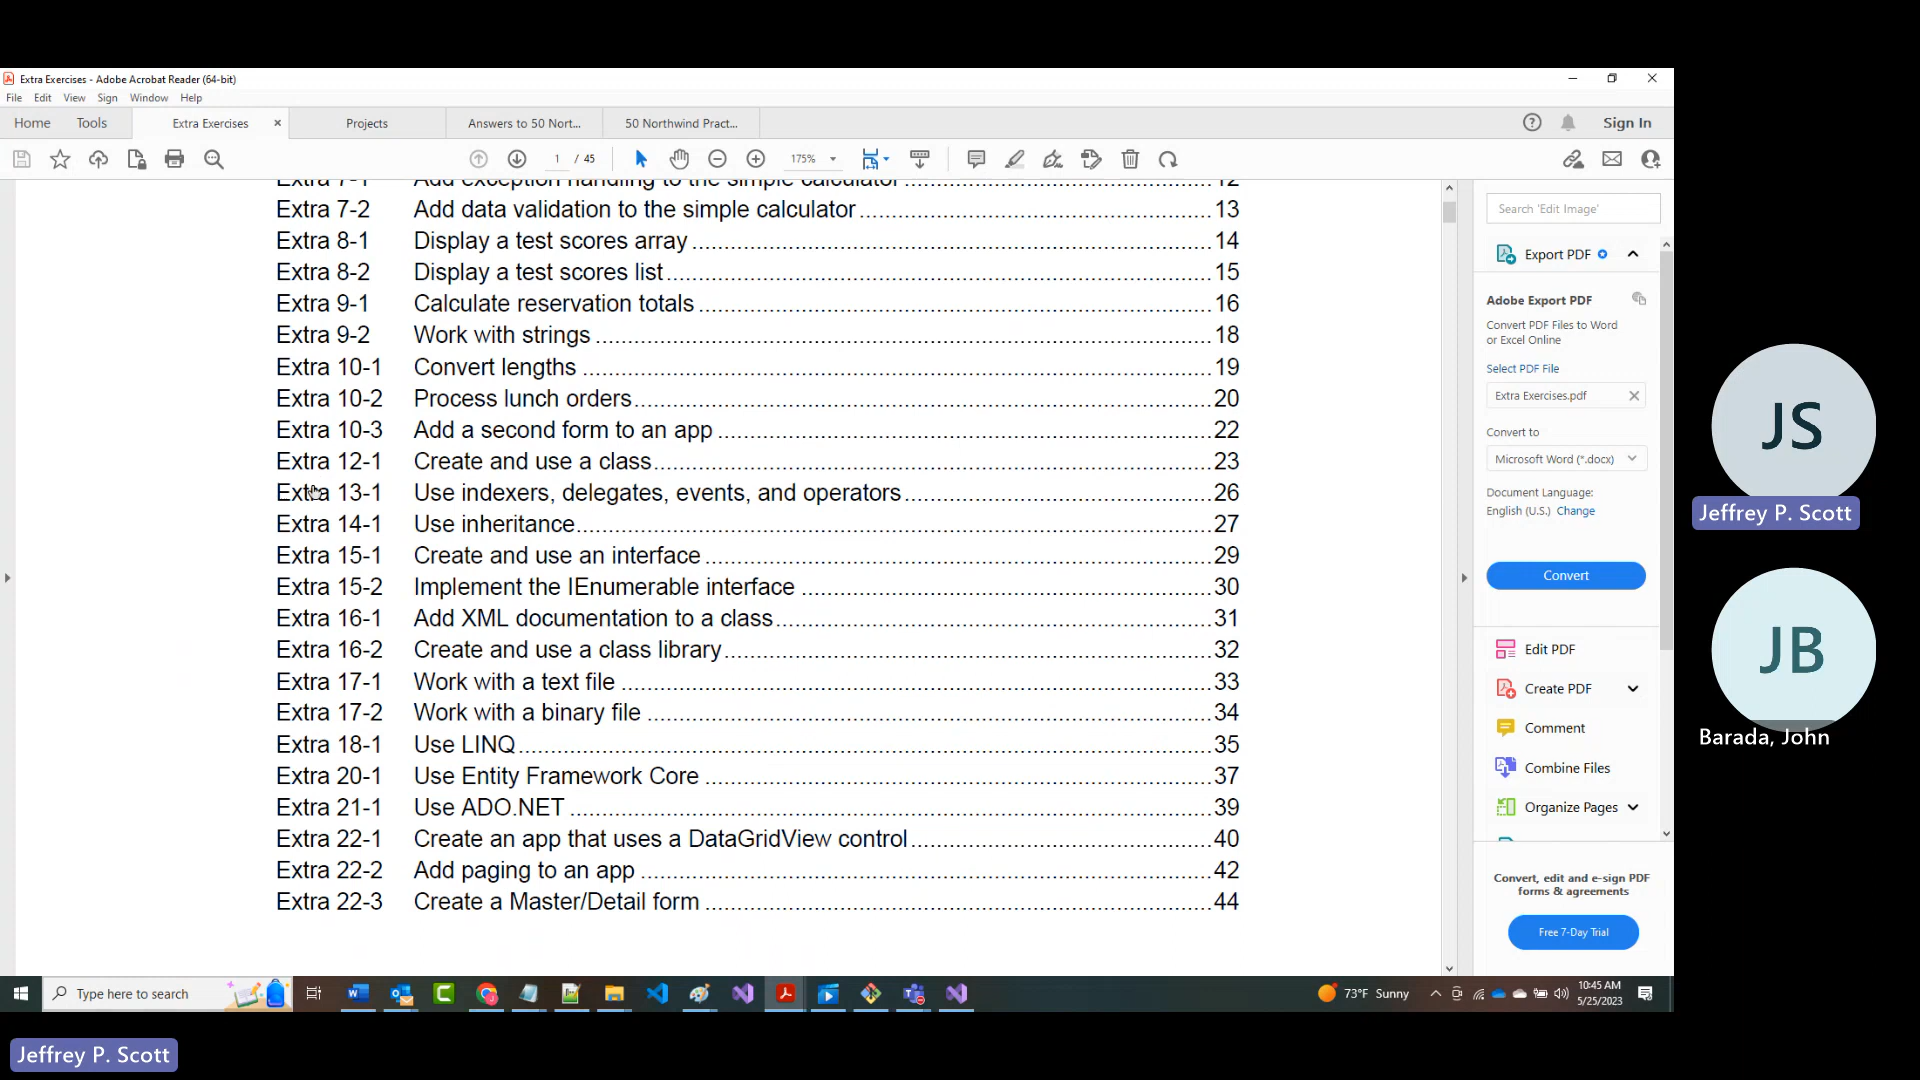 Extra Exercises - Adobe Acrobat Reader (64-bit)
File Edit View Sign Window Help
Home Tools Extra Exercises Projects Answers to 50 Nort... 50 Northwind Pract... Sign In
1 / 45 175%
Extra 7-1 Add exception handling to the simple calculator 12
Extra 7-2 Add data validation to the simple calculator 13
Extra 8-1 Display a test scores array 14
Extra 8-2 Display a test scores list 15
Extra 9-1 Calculate reservation totals 16
Extra 9-2 Work with strings 18
Extra 10-1 Convert lengths 19
Extra 10-2 Process lunch orders 20
Extra 10-3 Add a second form to an app 22
Extra 12-1 Create and use a class 23
Extra 13-1 Use indexers, delegates, events, and operators 26
Extra 14-1 Use inheritance 27
Extra 15-1 Create and use an interface 29
Extra 15-2 Implement the IEnumerable interface 30
Extra 16-1 Add XML documentation to a class 31
Extra 16-2 Create and use a class library 32
Extra 17-1 Work with a text file 33
Extra 17-2 Work with a binary file 34
Extra 18-1 Use LINQ 35
Extra 20-1 Use Entity Framework Core 37
Extra 21-1 Use ADO.NET 39
Extra 22-1 Create an app that uses a DataGridView control 40
Extra 22-2 Add paging to an app 42
Extra 22-3 Create a Master/Detail form 44
Search 'Edit Image'
Export PDF
Adobe Export PDF
Convert PDF Files to Word
or Excel Online
Select PDF File
Extra Exercises.pdf
Convert to
Microsoft Word (*.docx)
Document Language:
English (U.S.) Change
Convert
Edit PDF
Create PDF
Comment
Combine Files
Organize Pages
Convert, edit and e-sign PDF
forms & agreements
Free 7-Day Trial
JS
Jeffrey P. Scott
JB
Barada, John
Type here to search
73°F Sunny
10:45 AM
5/25/2023
Jeffrey P. Scott